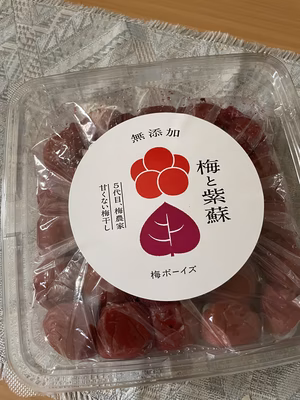 無添加
梅と紫蘇
5代目、梅農家
甘くない梅干し
梅ボーイズ